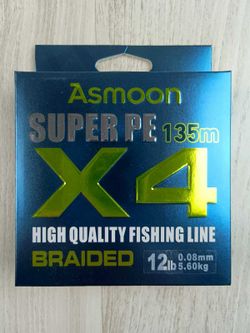 Asmoon
SUPER PE 135m
X4
HIGH QUALITY FISHING LINE
BRAIDED
12lb 0.08mm
5.60kg